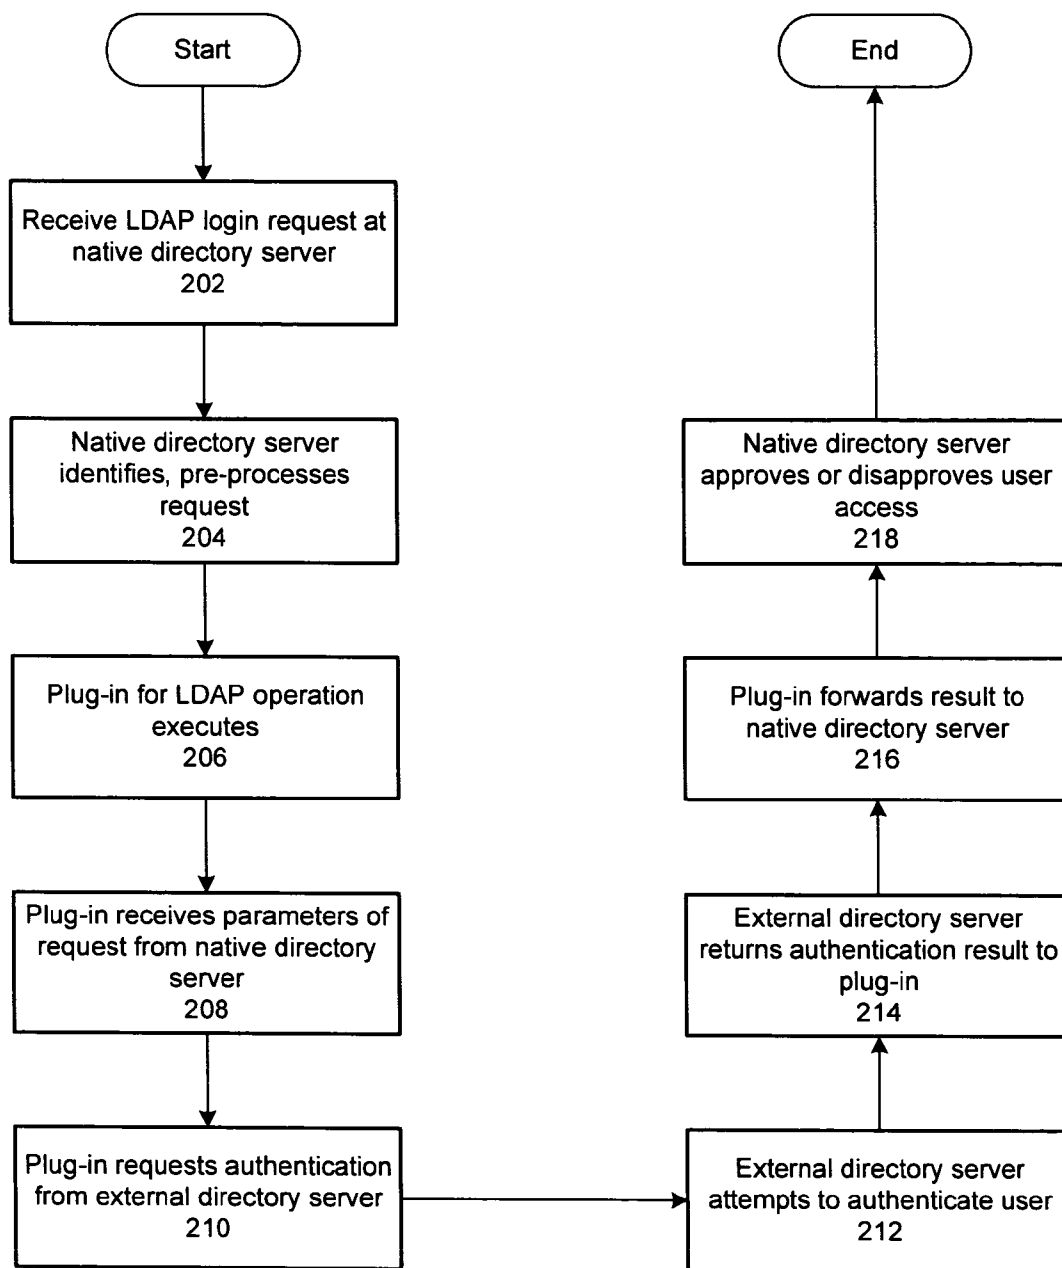 Start
Receive LDAP login request at
native directory server
202
Native directory server
identifies, pre-processes
request
204
Plug-in for LDAP operation
executes
206
Plug-in receives parameters of
request from native directory
server
208
Plug-in requests authentication
from external directory server
210
External directory server
attempts to authenticate user
212
External directory server
returns authentication result to
plug-in
214
Plug-in forwards result to
native directory server
216
Native directory server
approves or disapproves user
access
218
End